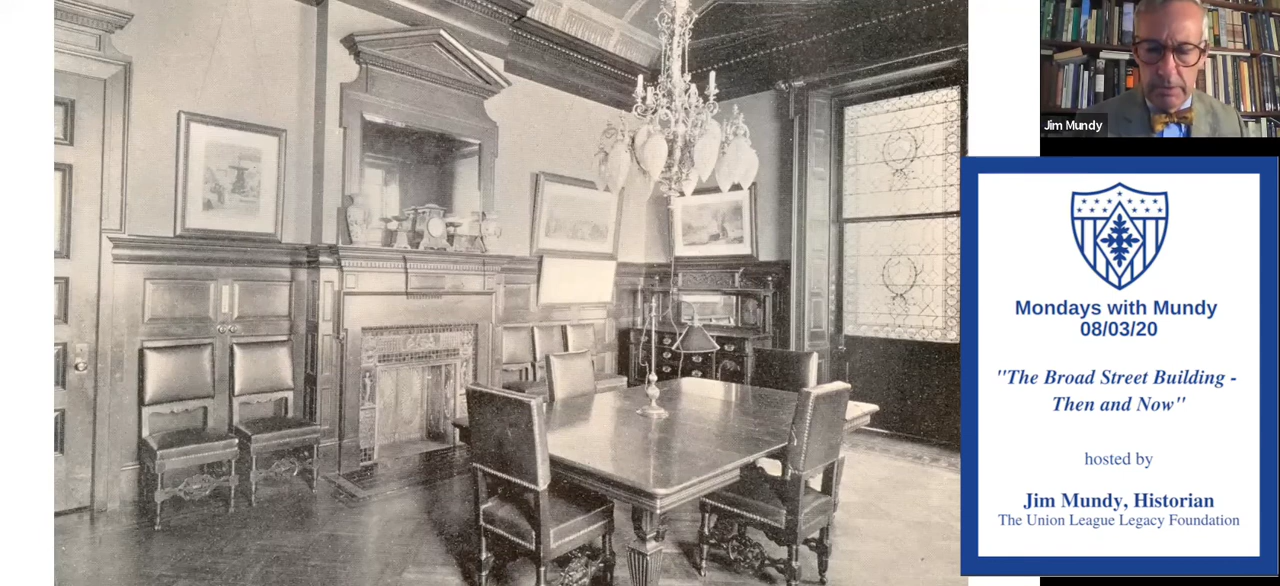 Jim Mundy
Mondays with Mundy
08/03/20
"The Broad Street Building -
Then and Now"
hosted by
Jim Mundy, Historian
The Union League Legacy Foundation